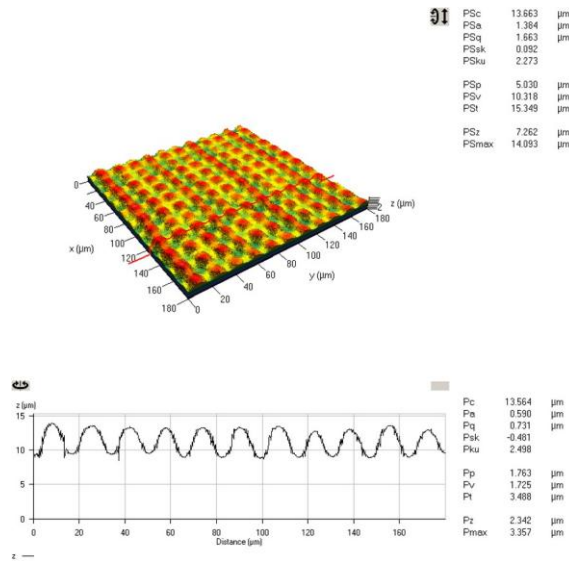 PSc 13.663 µm
PSa 1.384 µm
PSq 1.663 µm
PSsk 0.092
PSku 2.273
PSp 5.030 µm
PSv 10.318 µm
PSt 15.349 µm
PSz 7.262 µm
PSmax 14.093 µm
0
20
40
60
80
100
120
140
160
180
x (µm)
0
20
40
60
80
100
120
140
160
180
y (µm)
z (µm)
z [µm]
15
10
5
0
0 20 40 60 80 100 120 140 160
Distance [µm]
z
Pc 13.564 µm
Pa 0.590 µm
Pq 0.731 µm
Psk -0.481
Pku 2.498
Pp 1.763 µm
Pv 1.725 µm
Pt 3.488 µm
Pz 2.342 µm
Pmax 3.357 µm